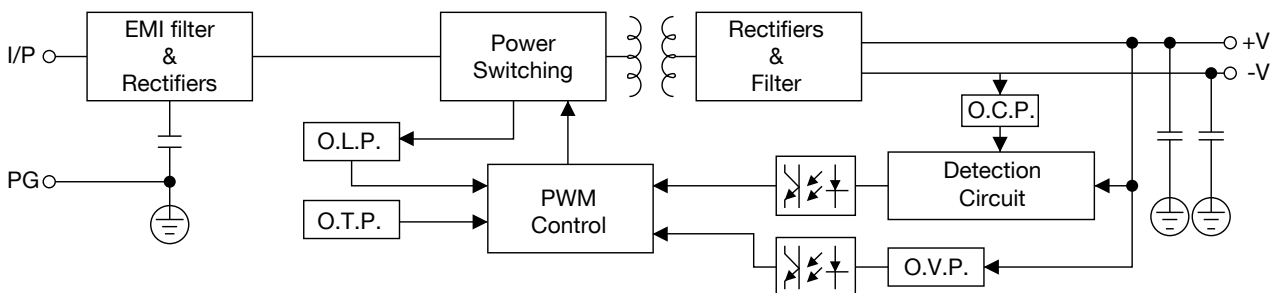 I/P
EMI filter
&
Rectifiers
Power
Switching
Rectifiers
&
Filter
+V
-V
O.C.P.
O.L.P.
PG
PWM
Control
Detection
Circuit
O.T.P.
O.V.P.